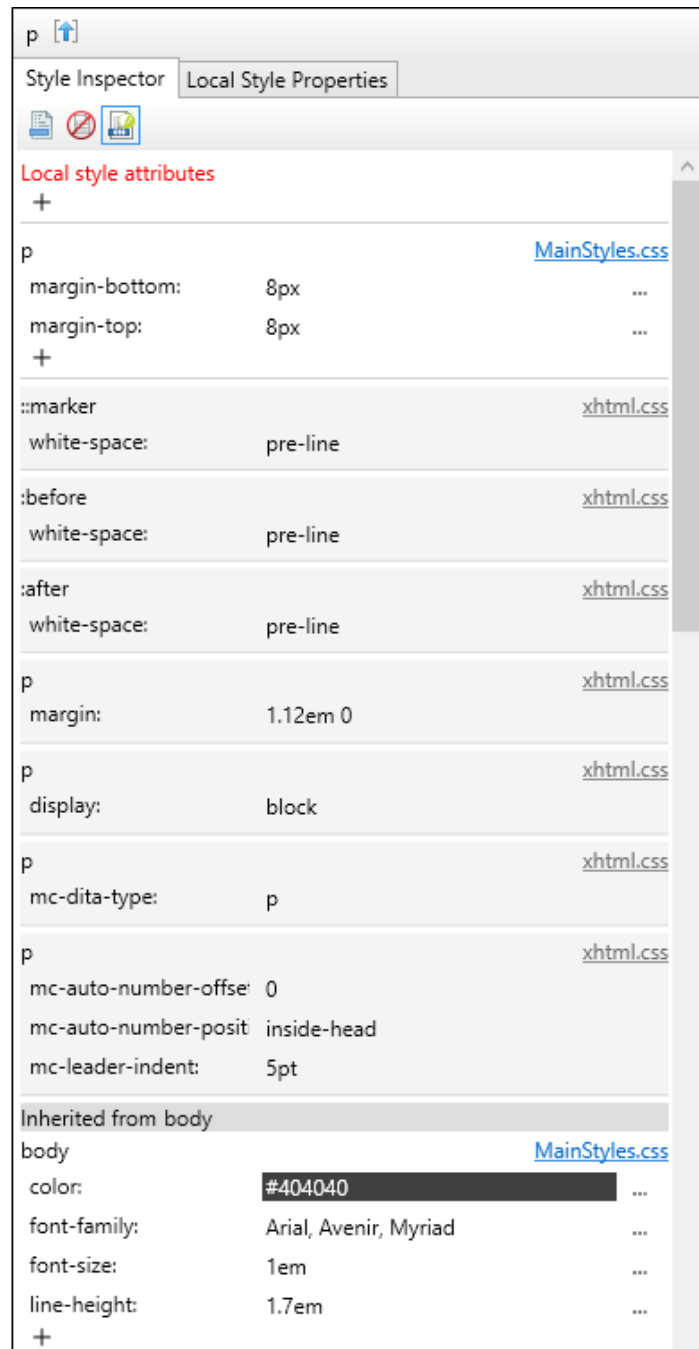 p
Style Inspector Local Style Properties
Local style attributes
+
p MainStyles.css
margin-bottom: 8px ...
margin-top: 8px ...
+
::marker xhtml.css
white-space: pre-line
:before xhtml.css
white-space: pre-line
:after xhtml.css
white-space: pre-line
p xhtml.css
margin: 1.12em 0
p xhtml.css
display: block
p xhtml.css
mc-dita-type: p
p xhtml.css
mc-auto-number-offset 0
mc-auto-number-positi inside-head
mc-leader-indent: 5pt
Inherited from body
body MainStyles.css
color: #404040 ...
font-family: Arial, Avenir, Myriad ...
font-size: 1em ...
line-height: 1.7em ...
+